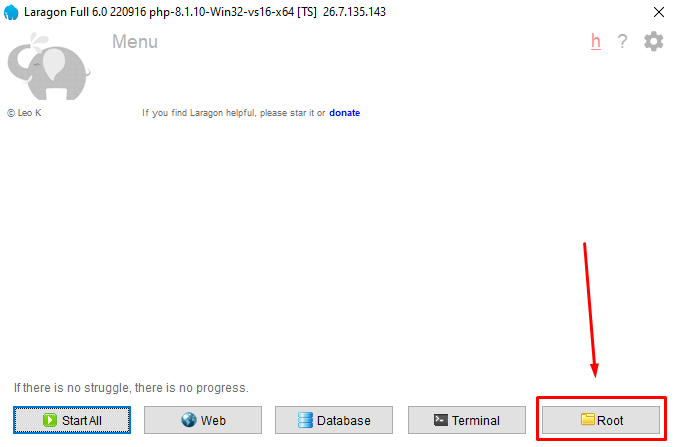 Laragon Full 6.0 220916 php-8.1.10-Win32-vs16-x64 [TS] 26.7.135.143
Menu
h ?
© Leo K
If you find Laragon helpful, please star it or donate
If there is no struggle, there is no progress.
Start All Web Database Terminal Root